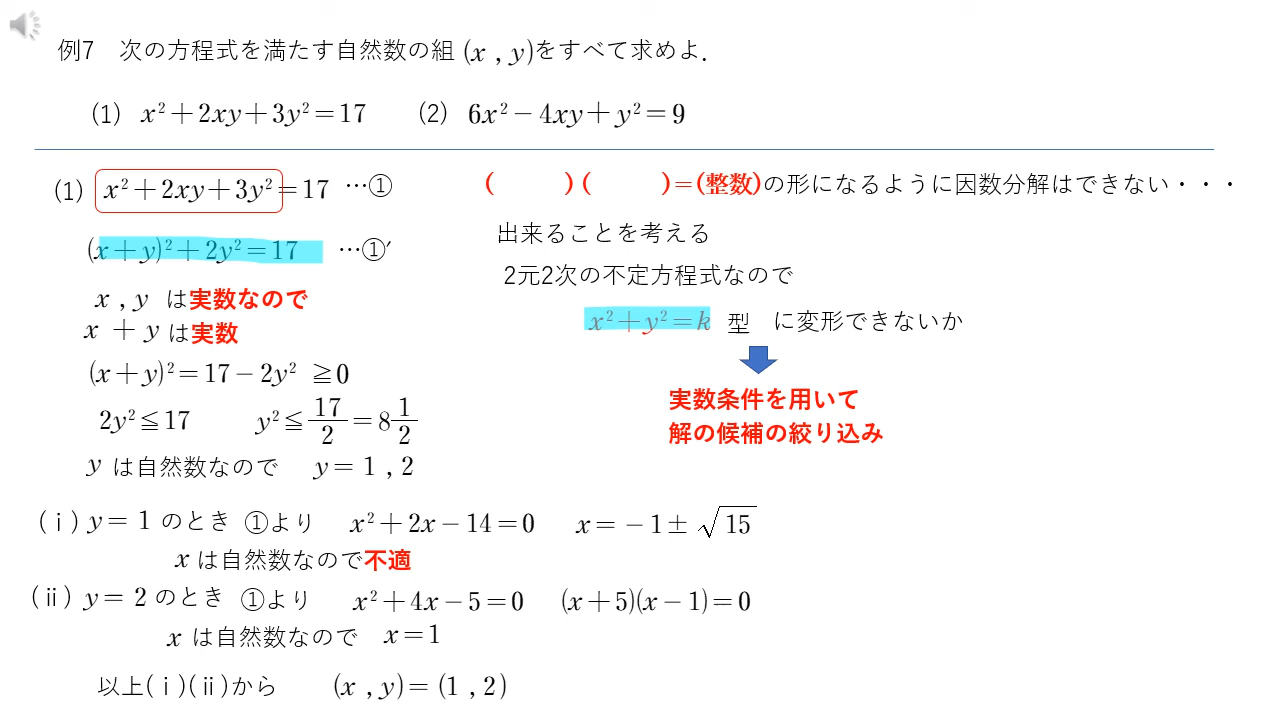 例7　次の方程式を満たす自然数の組 (x , y)をすべて求めよ．
(1) x²＋2xy＋3y²＝17　(2) 6x²－4xy＋y²＝9
(1) x²＋2xy＋3y²＝17 …①
(x＋y)²＋2y²＝17 …①′
x , y は実数なので
x ＋ y は実数
(x＋y)²＝17－2y² ≧0
2y²≦17　y²≦17/2＝8 1/2
y は自然数なので　y＝ 1 , 2
(　　)(　　)＝(整数)の形になるように因数分解はできない・・・
出来ることを考える
2元2次の不定方程式なので
x²＋y²＝k 型　に変形できないか
実数条件を用いて
解の候補の絞り込み
(ⅰ) y＝ 1 のとき ①より　x²＋2x－14＝0　x＝－1±√15
x は自然数なので不適
(ⅱ) y＝ 2 のとき ①より　x²＋4x－5＝0　(x＋5)(x－1)＝0
x は自然数なので　x＝1
以上(ⅰ)(ⅱ)から　(x , y)＝(1 , 2)